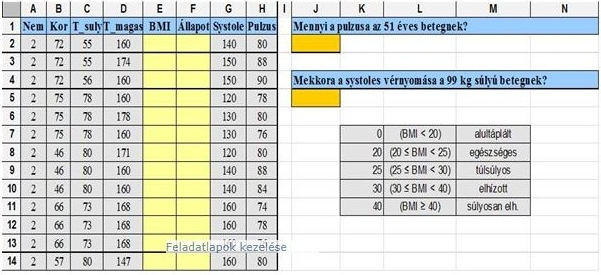 A B C D E F G H I J K L M N
1 Nem Kor T_suly T_magas BMI Állapot Systole Pulzus Mennyi a pulzusa az 51 éves betegnek?
2 2 72 55 160 140 80
3 2 72 55 174 150 88
4 2 72 56 160 150 90 Mekkora a systoles vérnyomása a 99 kg súlyú betegnek?
5 2 75 78 160 120 78
6 2 75 78 178 130 80
7 2 75 78 160 130 76 0 (BMI < 20) alultáplált
8 2 46 80 171 120 80 20 (20 ≤ BMI < 25) egészséges
9 2 46 80 160 140 88 25 (25 ≤ BMI < 30) túlsúlyos
10 2 46 80 160 140 84 30 (30 ≤ BMI < 40) elhízott
11 2 66 73 168 160 74 40 (BMI ≥ 40) súlyosan elh.
12 2 66 73 168 160 78
13 2 66 73 168
Feladatlapok kezelése
14 2 57 80 147 160 80